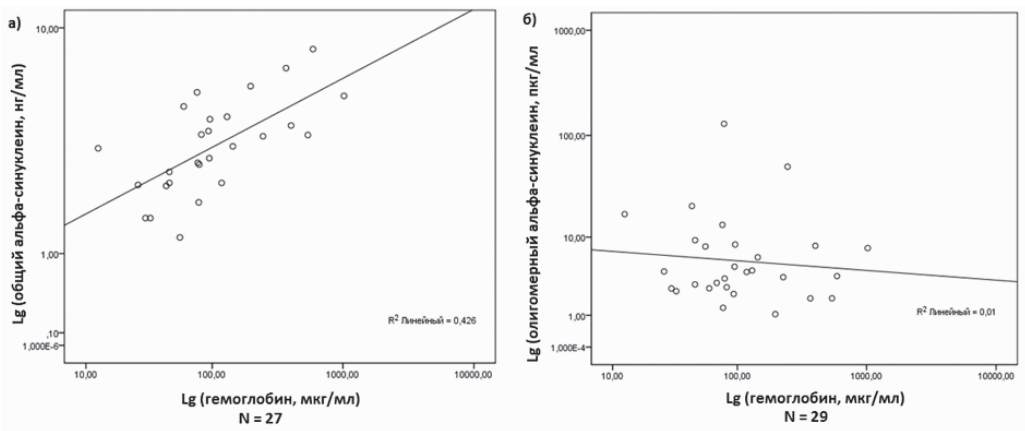 а)
Lg (общий альфа-синуклеин, нг/мл)
10,00
1,00
,10
1,000E-6
R² Линейный = 0,426
10,00
100,00
1000,00
10000,00
Lg (гемоглобин, мкг/мл)
N = 27
б)
Lg (олигомерный альфа-синуклеин, пкг/мл
1000,00
100,00
10,00
1,00
1,000E-4
R² Линейный = 0,01
10,00
100,00
1000,00
10000,00
Lg (гемоглобин, мкг/мл)
N = 29